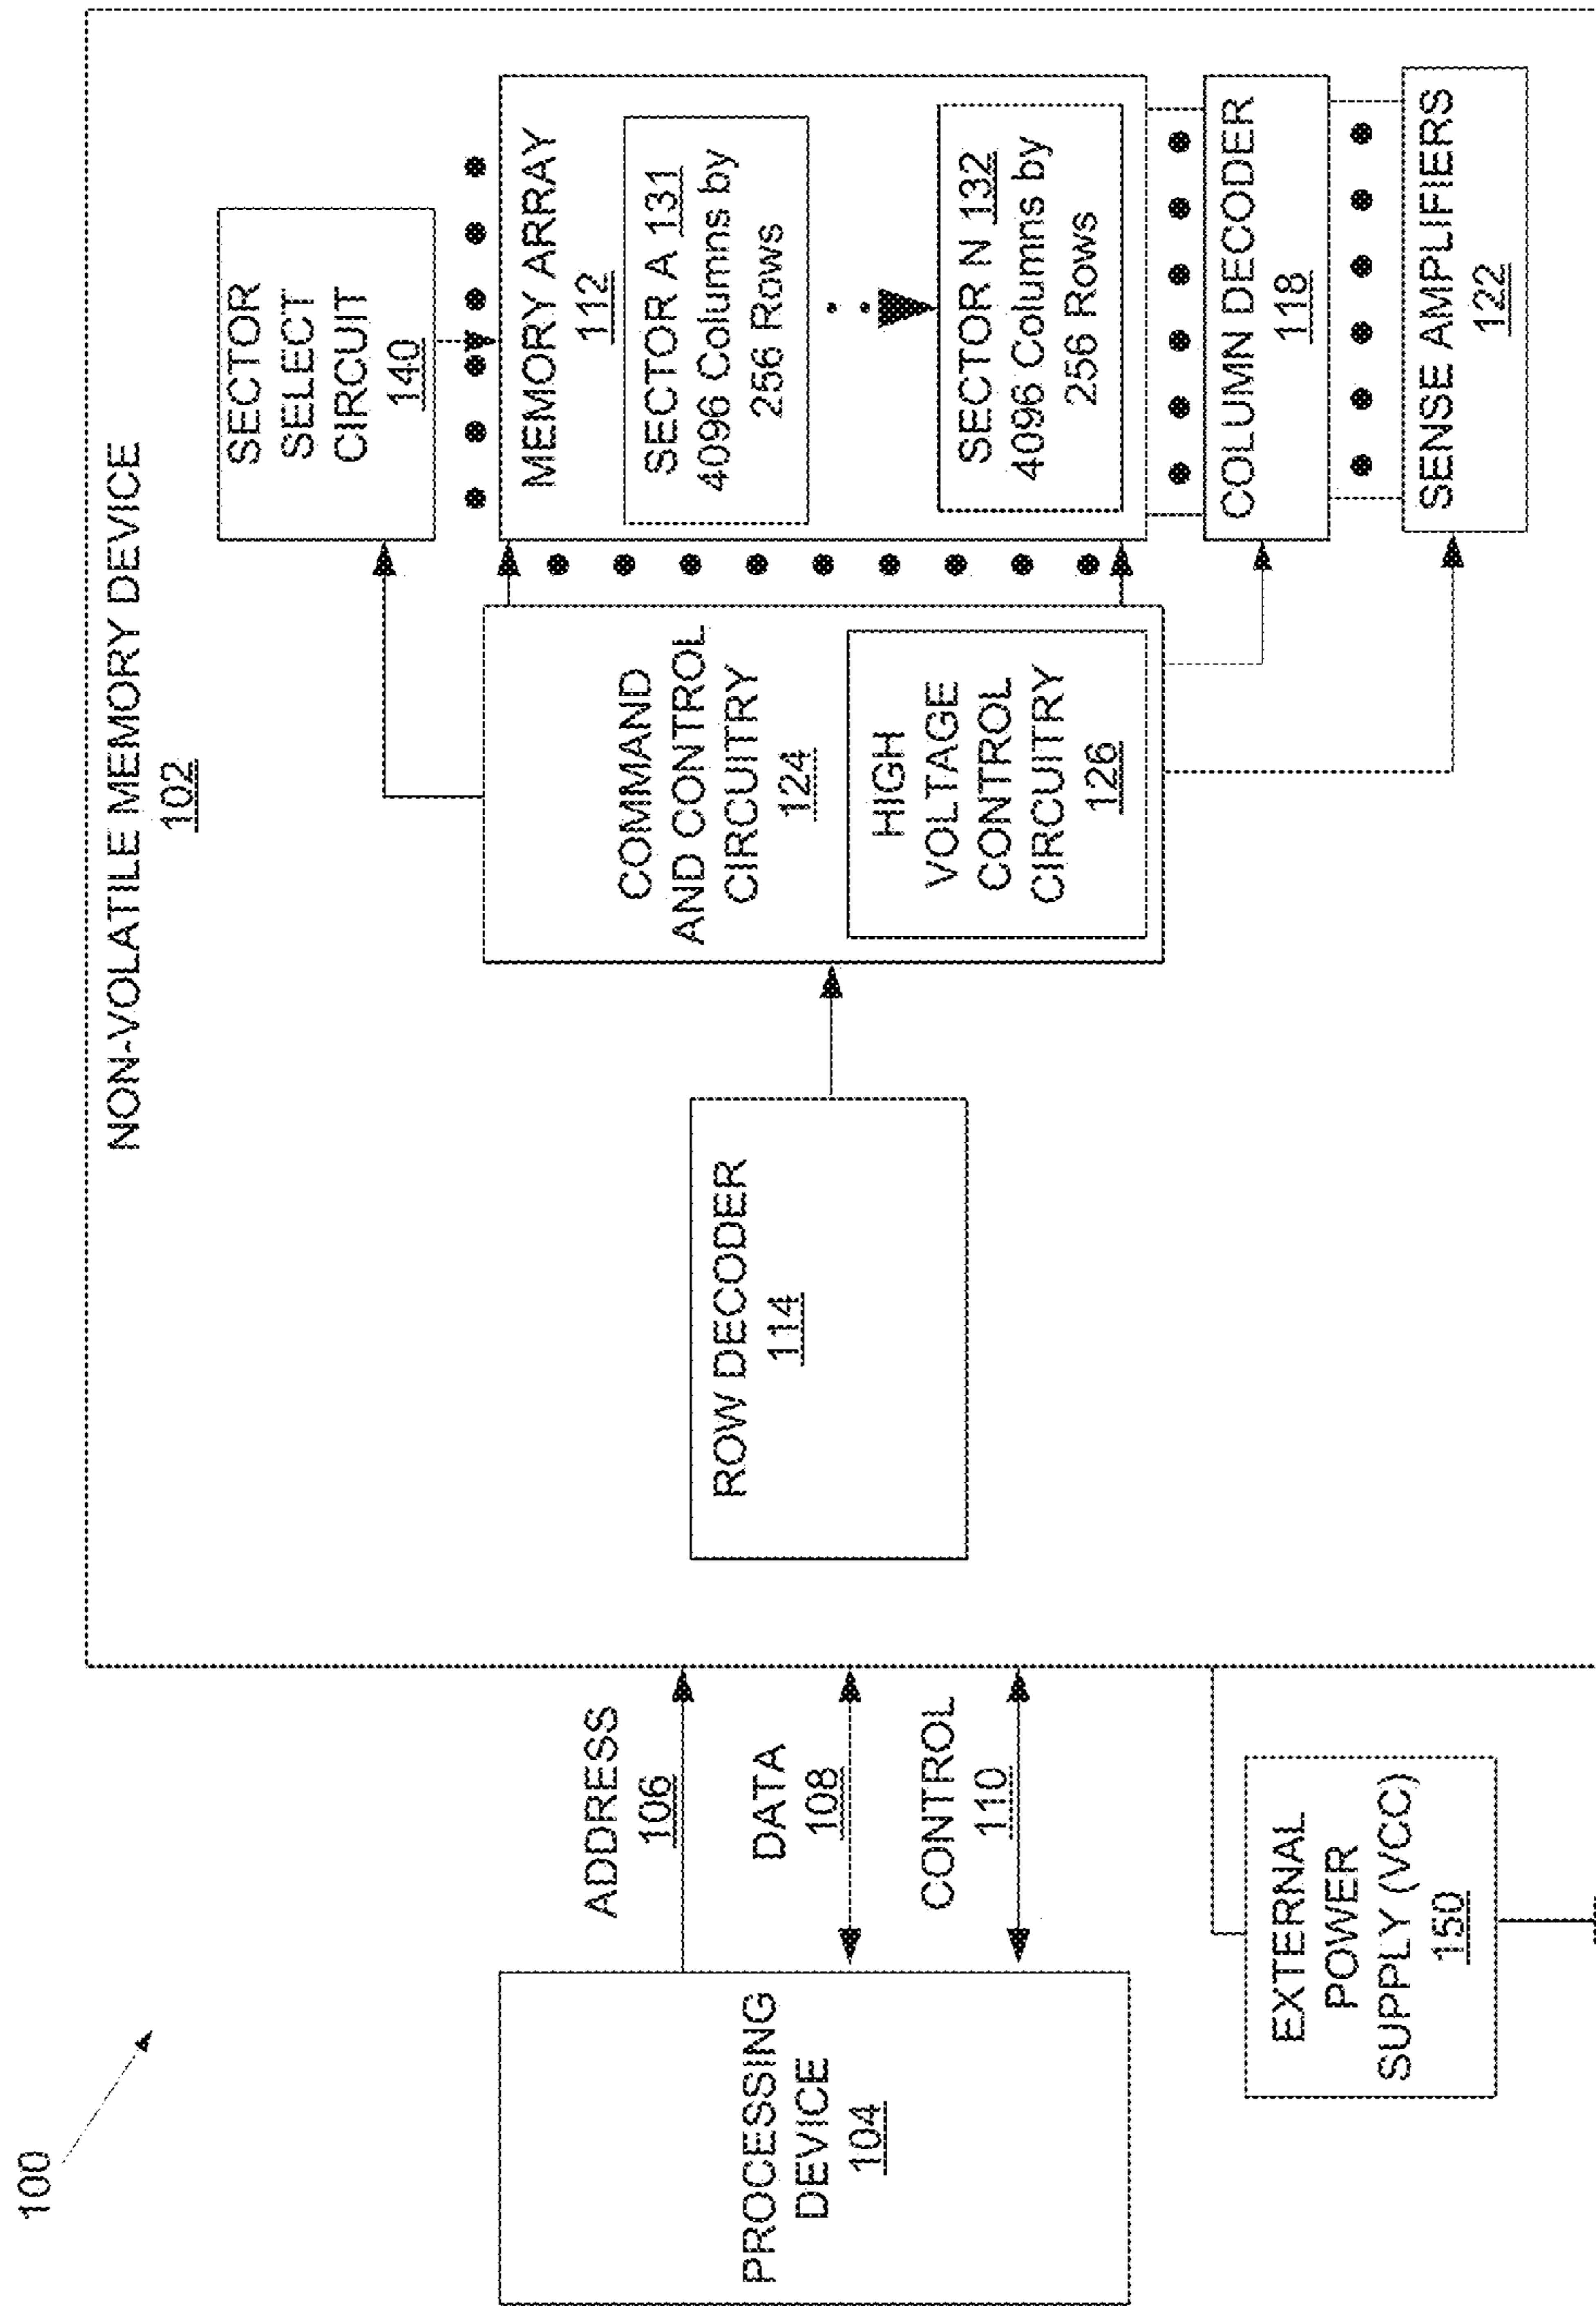 100
PROCESSING
DEVICE
104
ADDRESS
106
DATA
108
CONTROL
110
EXTERNAL
POWER
SUPPLY (VCC)
150
NON-VOLATILE MEMORY DEVICE
102
ROW DECODER
114
COMMAND
AND CONTROL
CIRCUITRY
124
HIGH
VOLTAGE
CONTROL
CIRCUITRY
126
SECTOR
SELECT
CIRCUIT
140
MEMORY ARRAY
112
SECTOR A 131
4096 Columns by
256 Rows
SECTOR N 132
4096 Columns by
256 Rows
COLUMN DECODER
118
SENSE AMPLIFIERS
122